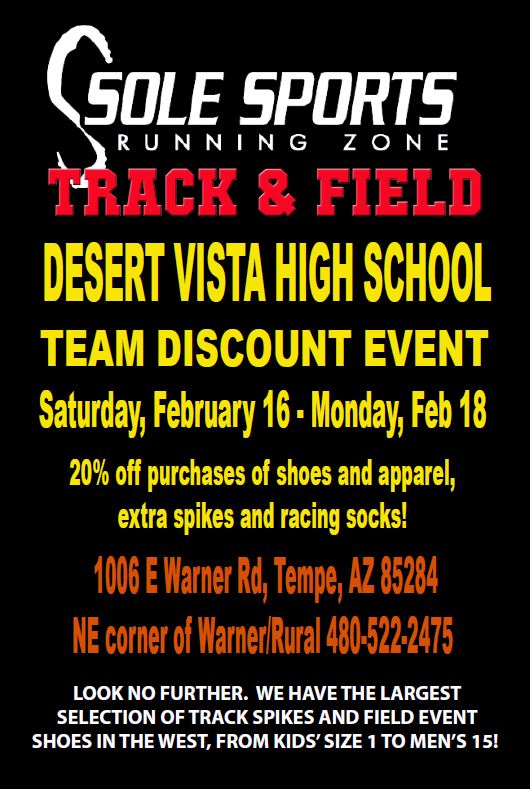 SOLE SPORTS
RUNNING ZONE
TRACK & FIELD
DESERT VISTA HIGH SCHOOL
TEAM DISCOUNT EVENT
Saturday, February 16 - Monday, Feb 18
20% off purchases of shoes and apparel,
extra spikes and racing socks!
1006 E Warner Rd, Tempe, AZ 85284
NE corner of Warner/Rural 480-522-2475
LOOK NO FURTHER.  WE HAVE THE LARGEST
SELECTION OF TRACK SPIKES AND FIELD EVENT
SHOES IN THE WEST, FROM KIDS’ SIZE 1 TO MEN’S 15!